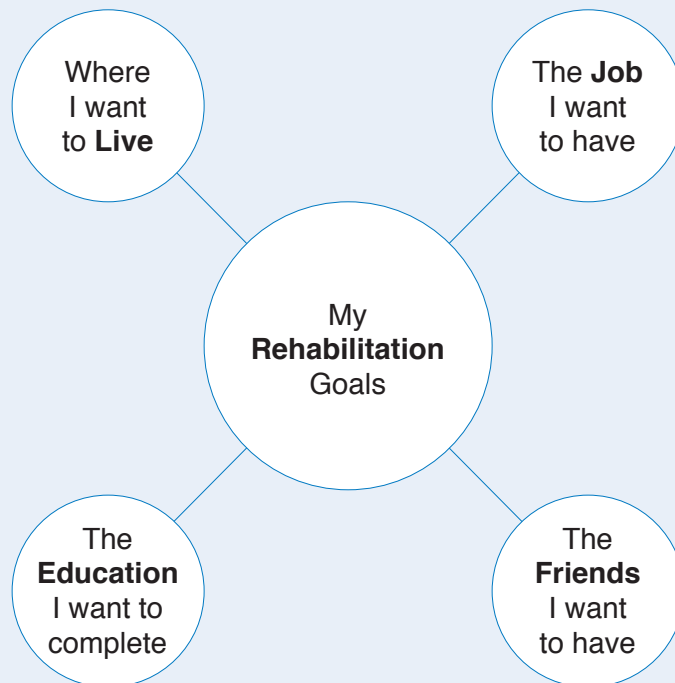 Where
I want
to Live
The Job
I want
to have
My
Rehabilitation
Goals
The
Education
I want to
complete
The
Friends
I want
to have